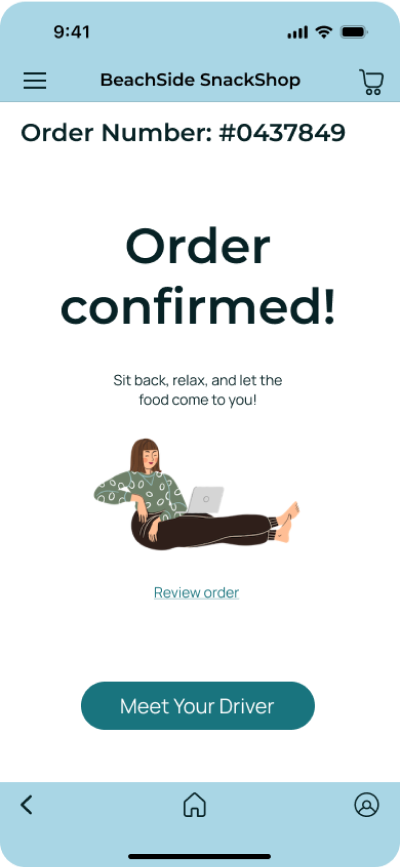 9:41
BeachSide SnackShop
Order Number: #0437849
Order
confirmed!
Sit back, relax, and let the
food come to you!
Review order
Meet Your Driver